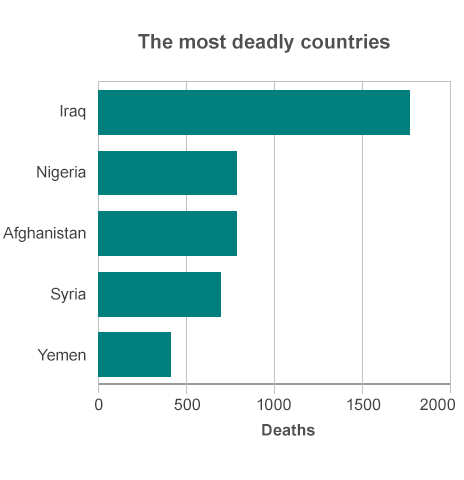 The most deadly countries
Iraq
Nigeria
Afghanistan
Syria
Yemen
0 500 1000 1500 2000
Deaths